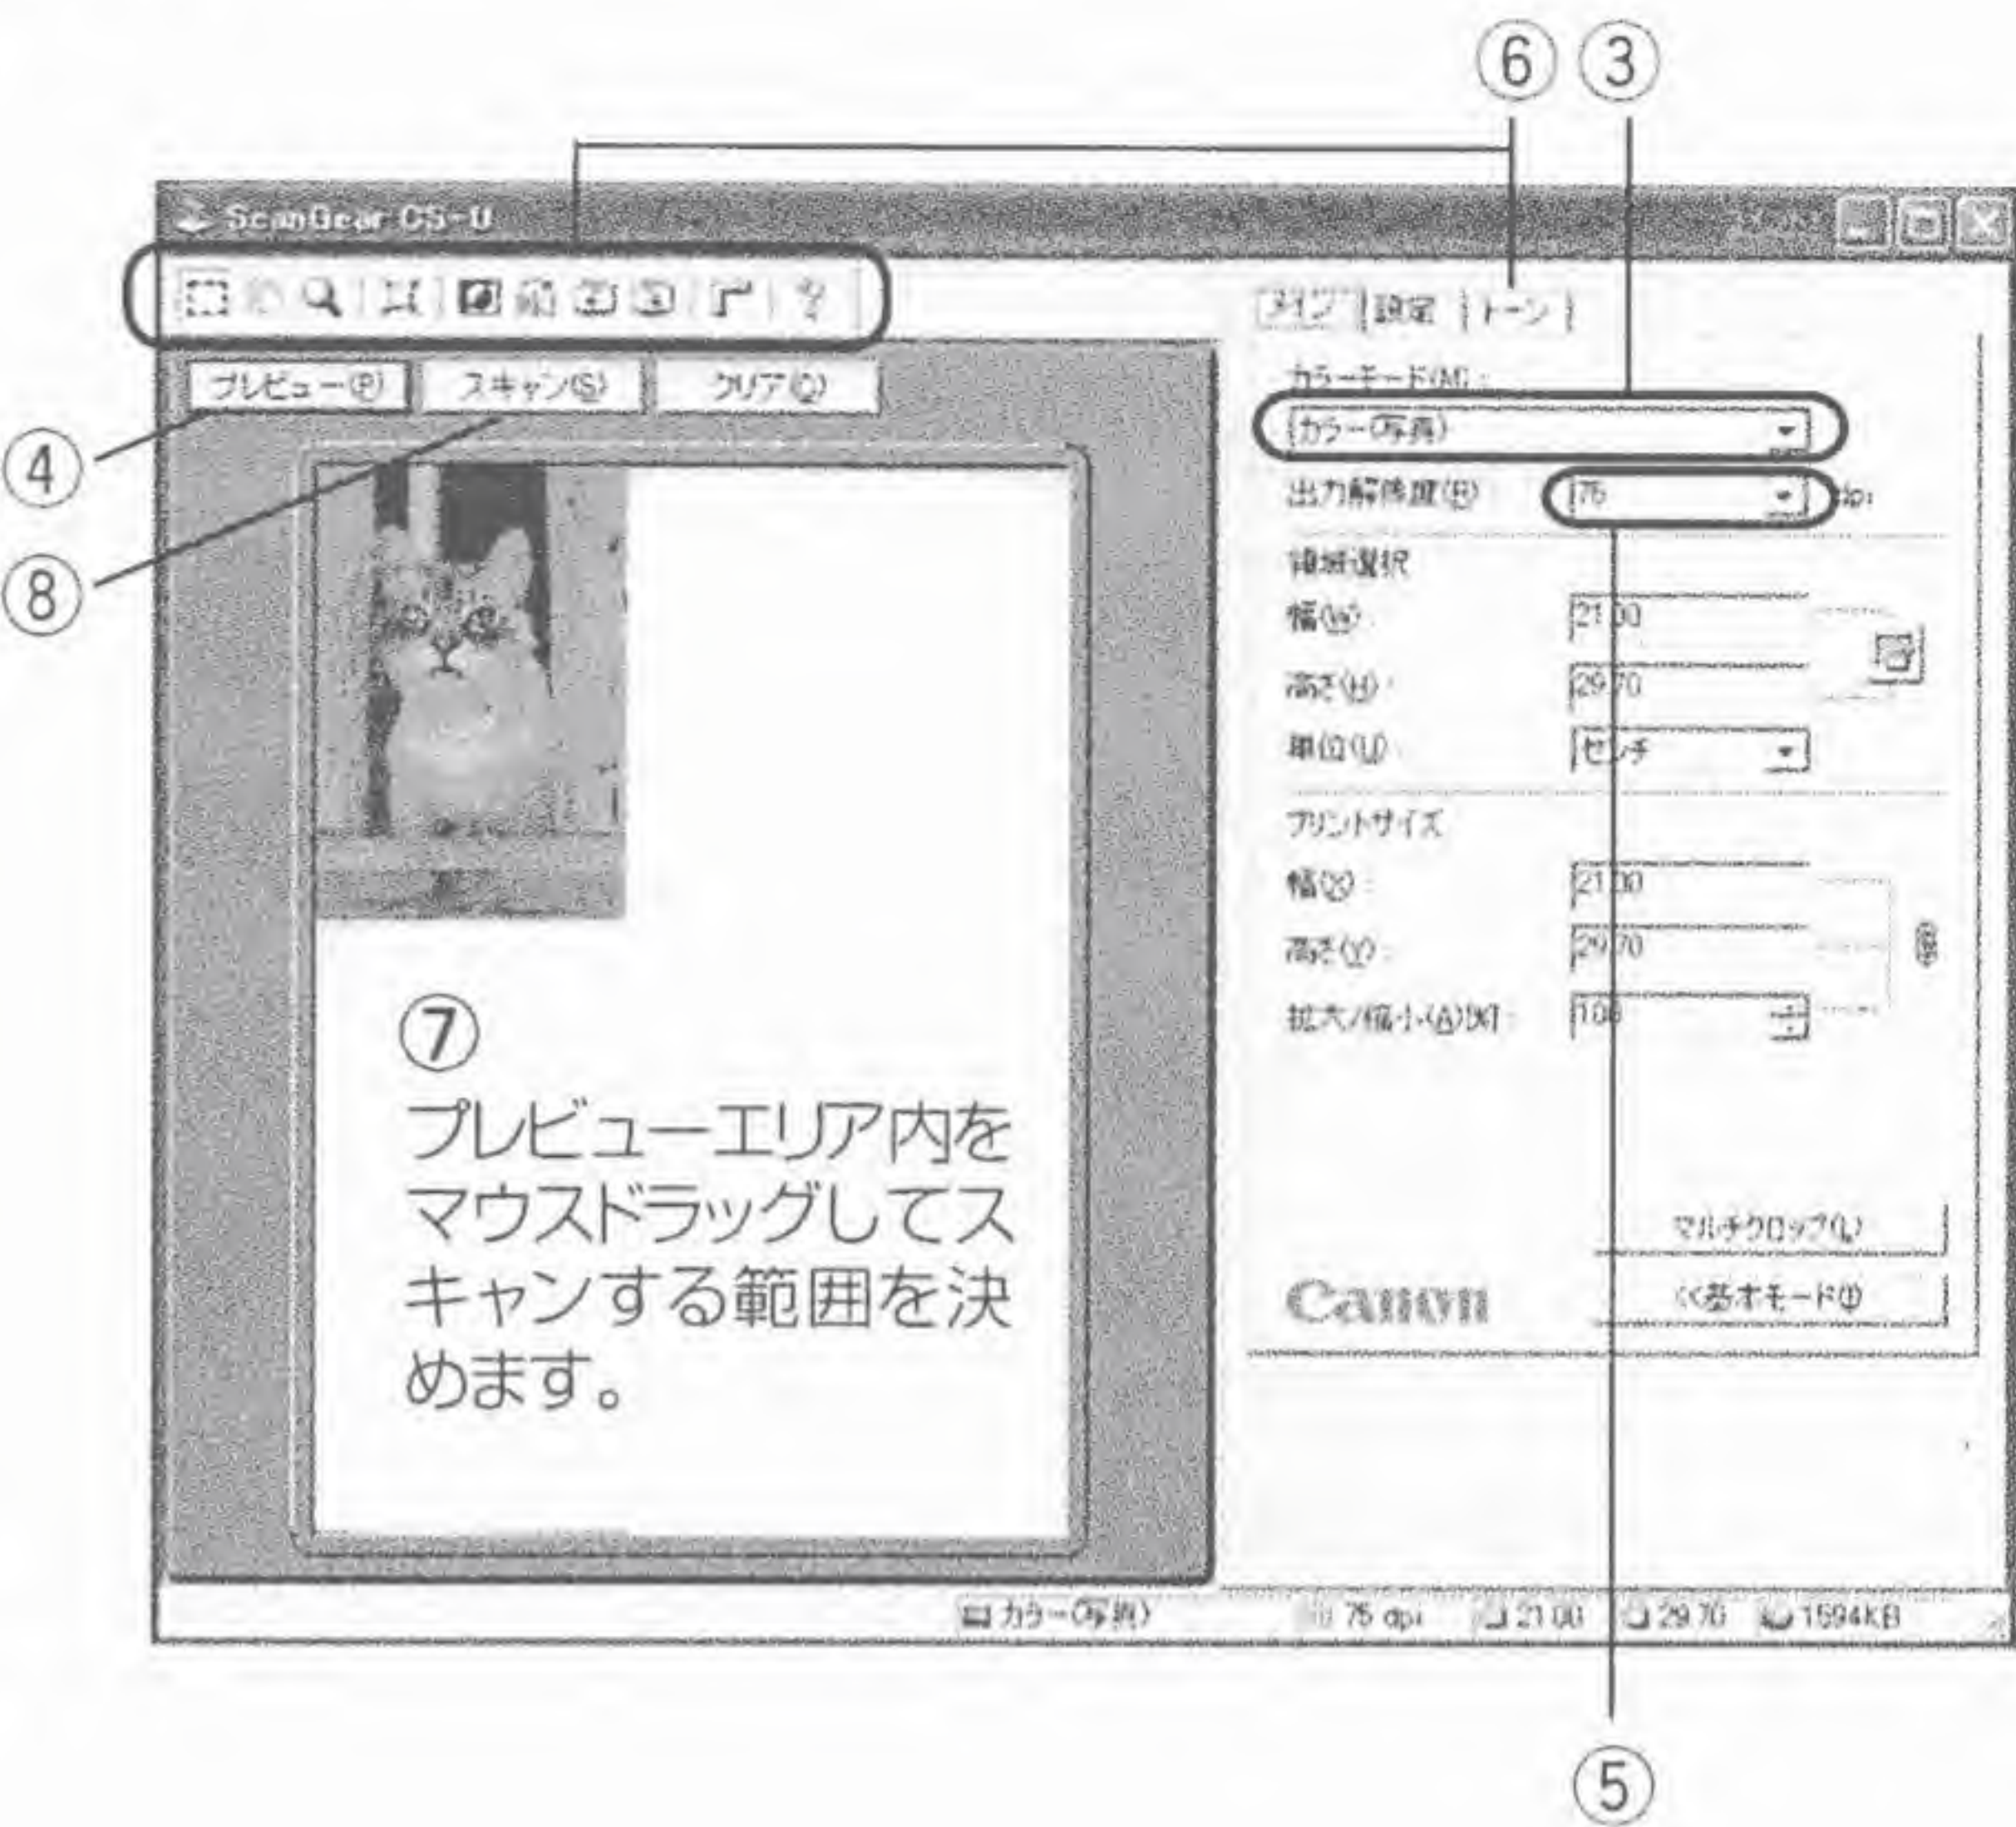 ⑥ ③
ScanGear CS-U
メイン 設定 トーン
プレビュー(P) スキャン(S) クリア(C)
カラーモード(M) :
カラー(写真)
④
出力解像度(R) : 75 dpi
⑧
領域選択
幅(W) : 21.00
高さ(H) : 29.70
単位(U) : センチ
プリントサイズ
幅(X) : 21.00
高さ(Y) : 29.70
拡大/縮小(A)[%] : 100
⑦
プレビューエリア内を
マウスドラッグしてス
キャンする範囲を決
めます。
マルチクロップ(L)
Canon
<<基本モード(I)
カラー(写真) 75 dpi 21.00 29.70 1594KB
⑤